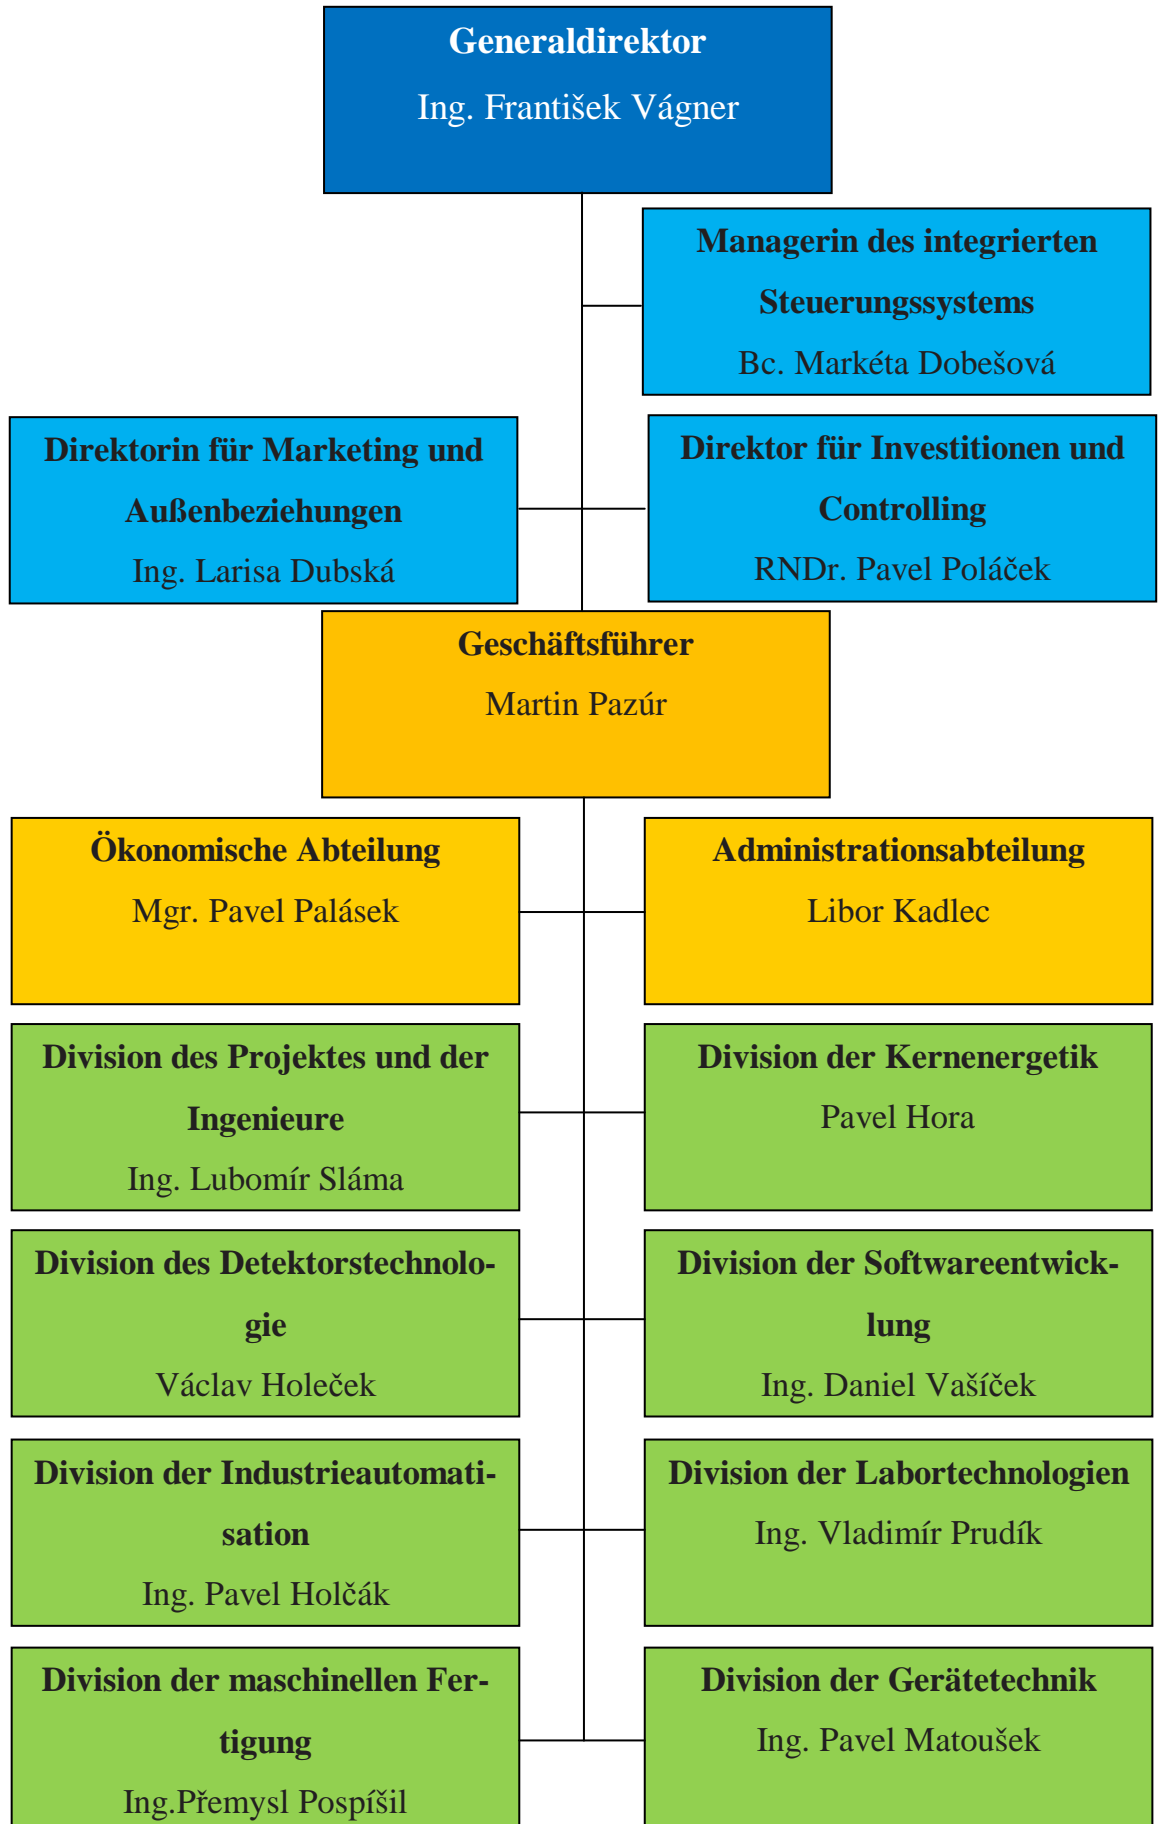 Generaldirektor
Ing. František Vágner
Managerin des integrierten
Steuerungssystems
Bc. Markéta Dobešová
Direktorin für Marketing und
Außenbeziehungen
Ing. Larisa Dubská
Direktor für Investitionen und
Controlling
RNDr. Pavel Poláček
Geschäftsführer
Martin Pazúr
Ökonomische Abteilung
Mgr. Pavel Palásek
Administrationsabteilung
Libor Kadlec
Division des Projektes und der
Ingenieure
Ing. Lubomír Sláma
Division der Kernenergetik
Pavel Hora
Division des Detektorstechnolo-
gie
Václav Holeček
Division der Softwareentwick-
lung
Ing. Daniel Vašíček
Division der Industrieautomati-
sation
Ing. Pavel Holčák
Division der Labortechnologien
Ing. Vladimír Prudík
Division der maschinellen Fer-
tigung
Ing.Přemysl Pospíšil
Division der Gerätetechnik
Ing. Pavel Matoušek